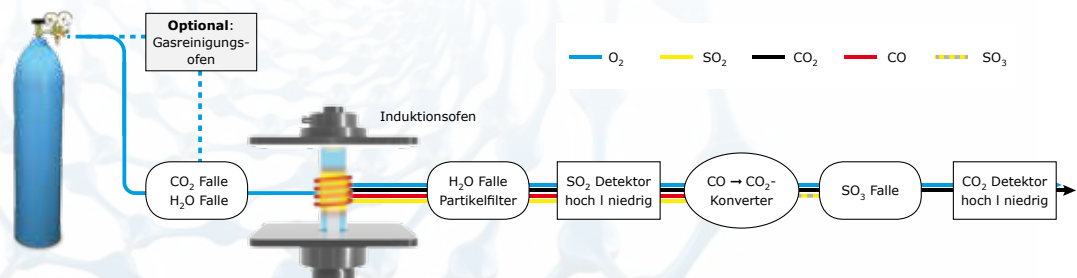 Optional:
Gasreinigungs-
ofen
O₂
SO₂
CO₂
CO
SO₃
Induktionsofen
CO₂ Falle
H₂O Falle
H₂O Falle
Partikelfilter
SO₂ Detektor
hoch l niedrig
CO → CO₂-
Konverter
SO₃ Falle
CO₂ Detektor
hoch l niedrig